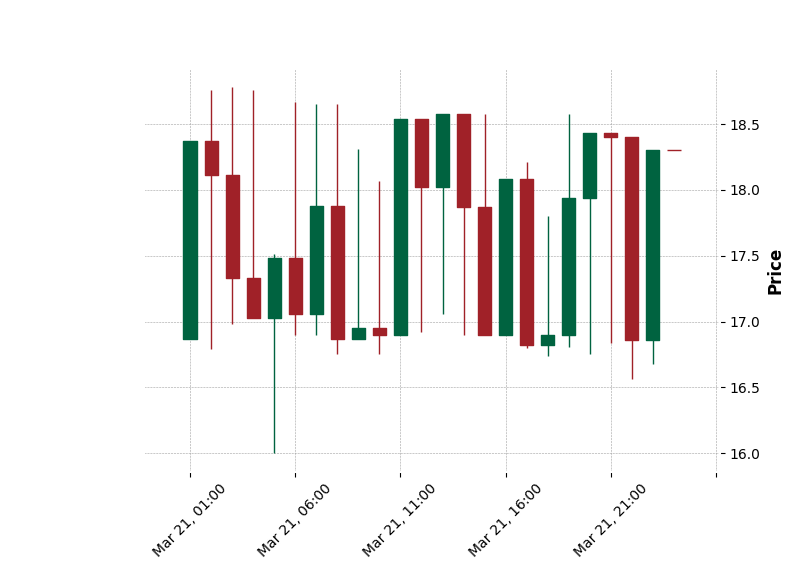 18.5
18.0
17.5
17.0
16.5
16.0
Price
Mar 21, 01:00
Mar 21, 06:00
Mar 21, 11:00
Mar 21, 16:00
Mar 21, 21:00